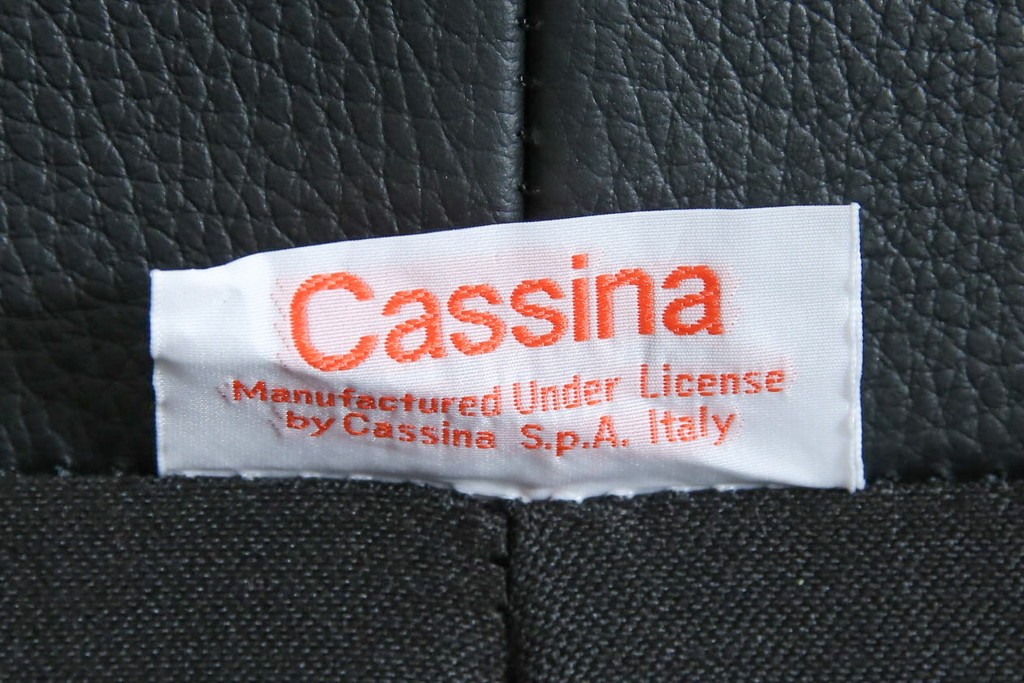 Cassina
Manufactured Under License
by Cassina S.p.A. Italy